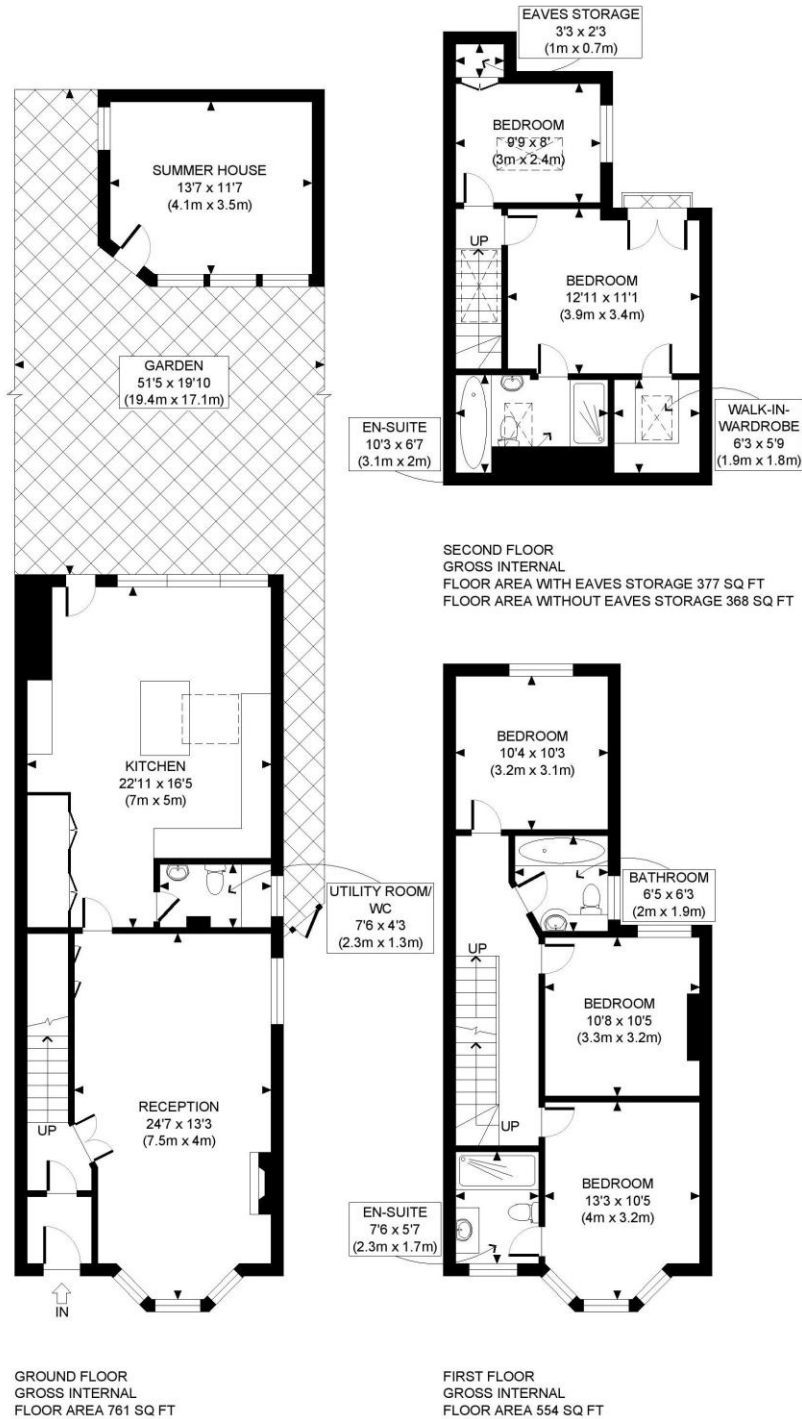 EAVES STORAGE
3'3 x 2'3
(1m x 0.7m)
BEDROOM
9'9 x 8'
(3m x 2.4m)
SUMMER HOUSE
13'7 x 11'7
(4.1m x 3.5m)
UP
BEDROOM
12'11 x 11'1
(3.9m x 3.4m)
GARDEN
51'5 x 19'10
(19.4m x 17.1m)
EN-SUITE
10'3 x 6'7
(3.1m x 2m)
WALK-IN-
WARDROBE
6'3 x 5'9
(1.9m x 1.8m)
SECOND FLOOR
GROSS INTERNAL
FLOOR AREA WITH EAVES STORAGE 377 SQ FT
FLOOR AREA WITHOUT EAVES STORAGE 368 SQ FT
KITCHEN
22'11 x 16'5
(7m x 5m)
UTILITY ROOM/
WC
7'6 x 4'3
(2.3m x 1.3m)
RECEPTION
24'7 x 13'3
(7.5m x 4m)
UP
IN
GROUND FLOOR
GROSS INTERNAL
FLOOR AREA 761 SQ FT
BEDROOM
10'4 x 10'3
(3.2m x 3.1m)
BATHROOM
6'5 x 6'3
(2m x 1.9m)
UP
BEDROOM
10'8 x 10'5
(3.3m x 3.2m)
UP
BEDROOM
13'3 x 10'5
(4m x 3.2m)
EN-SUITE
7'6 x 5'7
(2.3m x 1.7m)
FIRST FLOOR
GROSS INTERNAL
FLOOR AREA 554 SQ FT